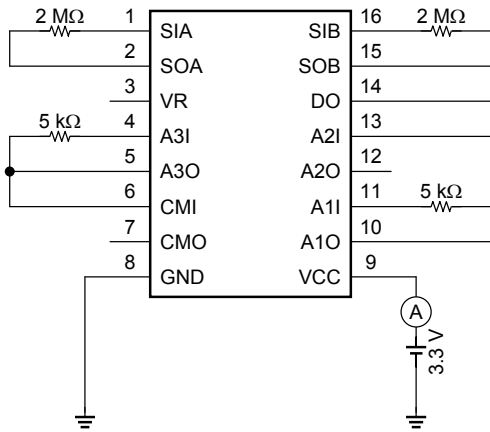 2 MΩ 1 SIA SIB 16 2 MΩ
2 SOA SOB 15
3 VR DO 14
5 kΩ 4 A3I A2I 13
5 A3O A2O 12
6 CMI A1I 11 5 kΩ
7 CMO A1O 10
8 GND VCC 9
A
3.3 V